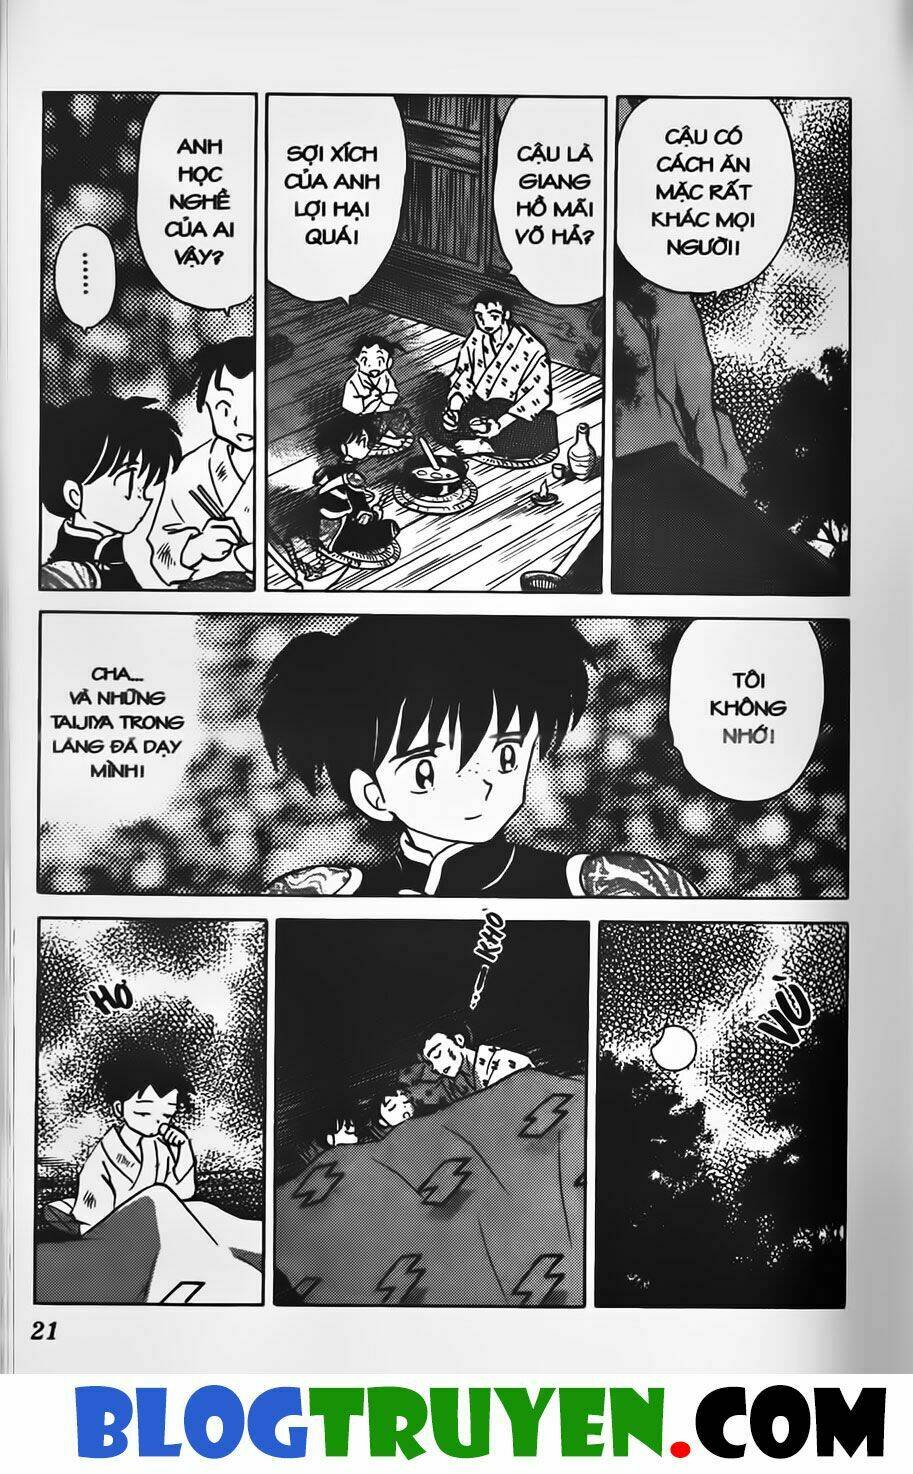 CẬU CÓ
CÁCH ĂN
MẶC RẤT
KHÁC MỌI
NGƯỜI!
CẬU LÀ
GIANG
HỒ MÃI
VÕ HẢ?
SỢI XÍCH
CỦA ANH
LỢI HẠI
QUÁ!
ANH
HỌC
NGHỀ
CỦA AI
VẬY?
......
TÔI
KHÔNG
NHỚ!
CHA...
VÀ NHỮNG
TAIJIYA TRONG
LÀNG ĐÃ DẠY
MÌNH!
VÙ
KHÒ
HƠ
21
BLOGTRUYEN.COM